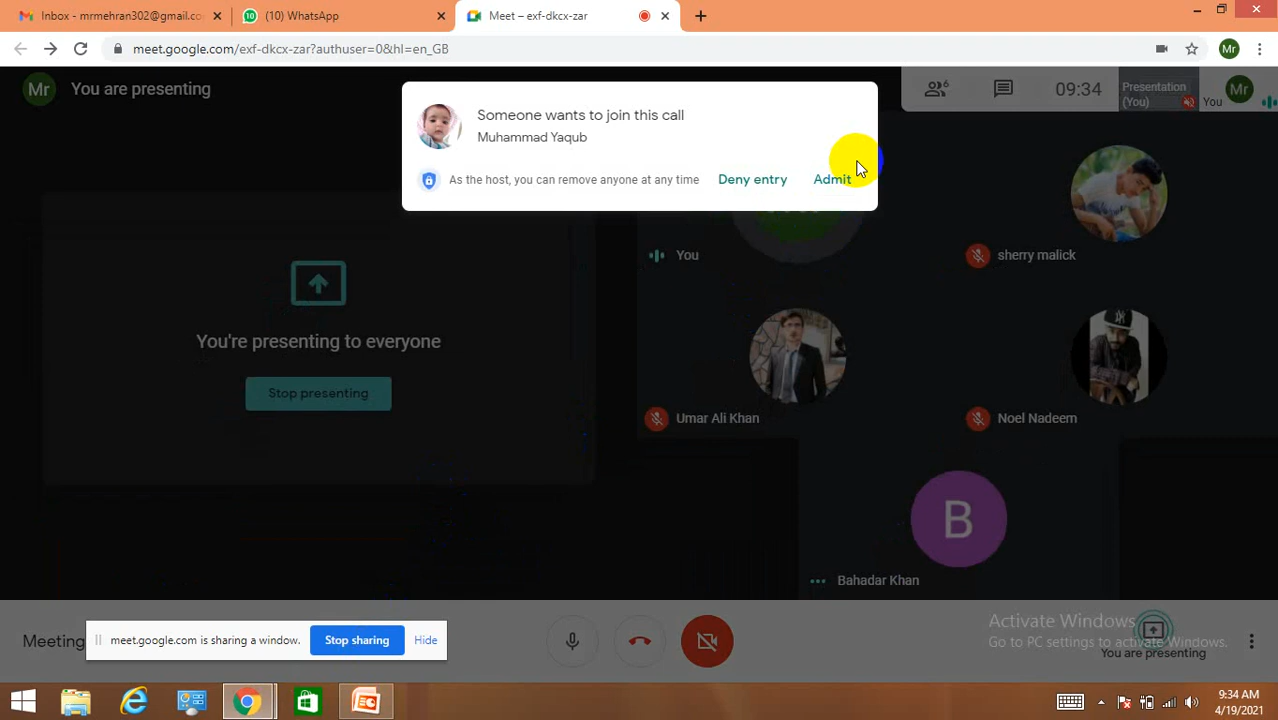 Inbox - mrmehran302@gmail.co
(10) WhatsApp
Meet – exf-dkcx-zar
meet.google.com/exf-dkcx-zar?authuser=0&hl=en_GB
Mr
Mr
You are presenting
6
09:34
Presentation
(You)
You
Mr
Someone wants to join this call
Muhammad Yaqub
As the host, you can remove anyone at any time
Deny entry
Admit
You
sherry malick
You're presenting to everyone
Stop presenting
Umar Ali Khan
Noel Nadeem
B
Bahadar Khan
Meeting
meet.google.com is sharing a window.
Stop sharing
Hide
Activate Windows
Go to PC settings to activate Windows.
You are presenting
9:34 AM
4/19/2021